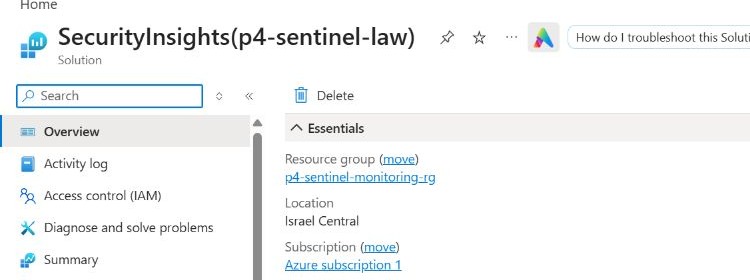 Home
SecurityInsights(p4-sentinel-law)
Solution
How do I troubleshoot this Soluti
Search
Delete
Overview
Activity log
Access control (IAM)
Diagnose and solve problems
Summary
Essentials
Resource group (move)
p4-sentinel-monitoring-rg
Location
Israel Central
Subscription (move)
Azure subscription 1